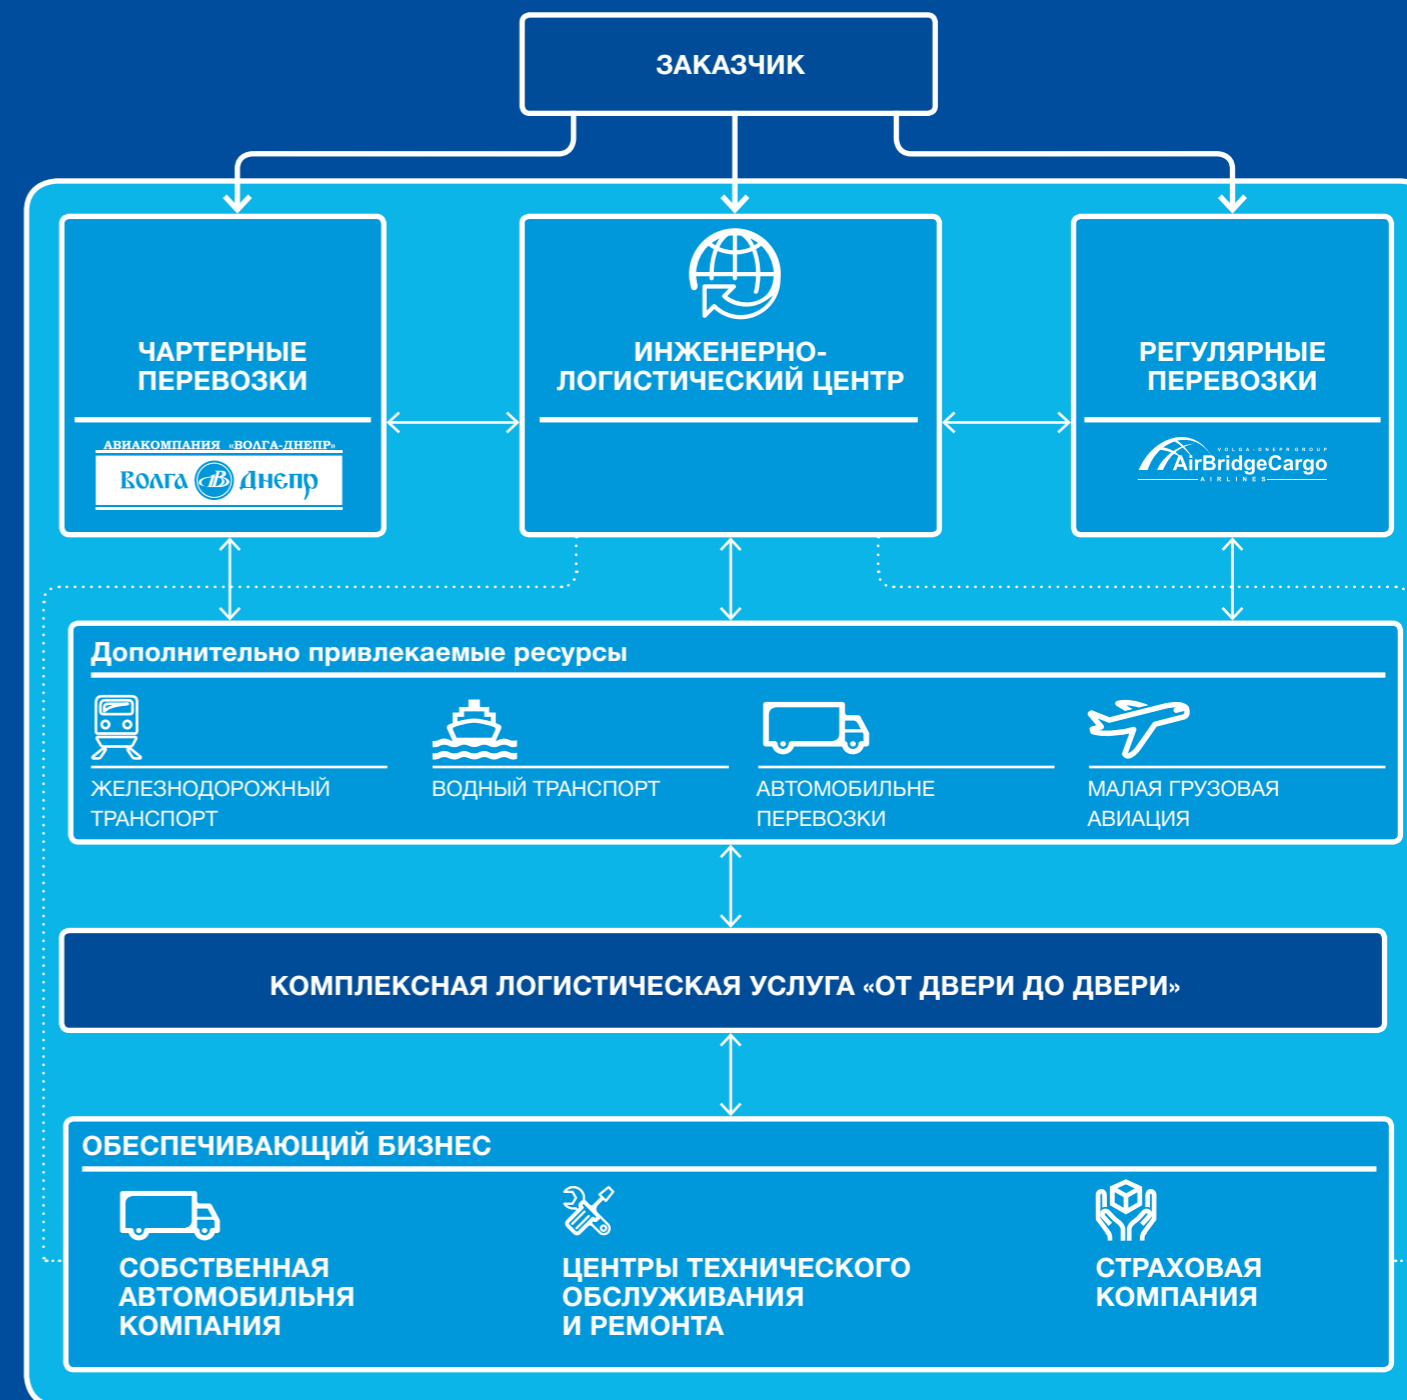 ЗАКАЗЧИК
ЧАРТЕРНЫЕ
ПЕРЕВОЗКИ
АВИАКОМПАНИЯ «ВОЛГА-ДНЕПР»
Волга ВД Днепр
ИНЖЕНЕРНО-
ЛОГИСТИЧЕСКИЙ ЦЕНТР
РЕГУЛЯРНЫЕ
ПЕРЕВОЗКИ
VOLGA-DNEPR GROUP
AirBridgeCargo
AIRLINES
Дополнительно привлекаемые ресурсы
ЖЕЛЕЗНОДОРОЖНЫЙ
ТРАНСПОРТ
ВОДНЫЙ ТРАНСПОРТ
АВТОМОБИЛЬНЕ
ПЕРЕВОЗКИ
МАЛАЯ ГРУЗОВАЯ
АВИАЦИЯ
КОМПЛЕКСНАЯ ЛОГИСТИЧЕСКАЯ УСЛУГА «ОТ ДВЕРИ ДО ДВЕРИ»
ОБЕСПЕЧИВАЮЩИЙ БИЗНЕС
СОБСТВЕННАЯ
АВТОМОБИЛЬНЯ
КОМПАНИЯ
ЦЕНТРЫ ТЕХНИЧЕСКОГО
ОБСЛУЖИВАНИЯ
И РЕМОНТА
СТРАХОВАЯ
КОМПАНИЯ